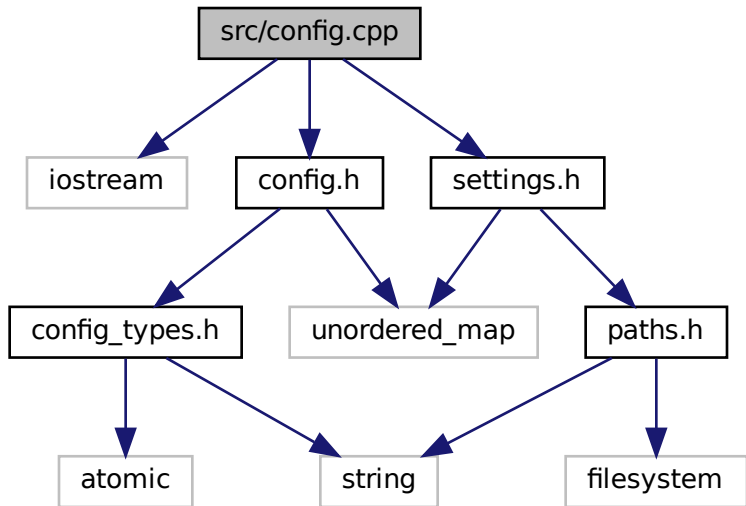 src/config.cpp
iostream
config.h
settings.h
config_types.h
unordered_map
paths.h
atomic
string
filesystem